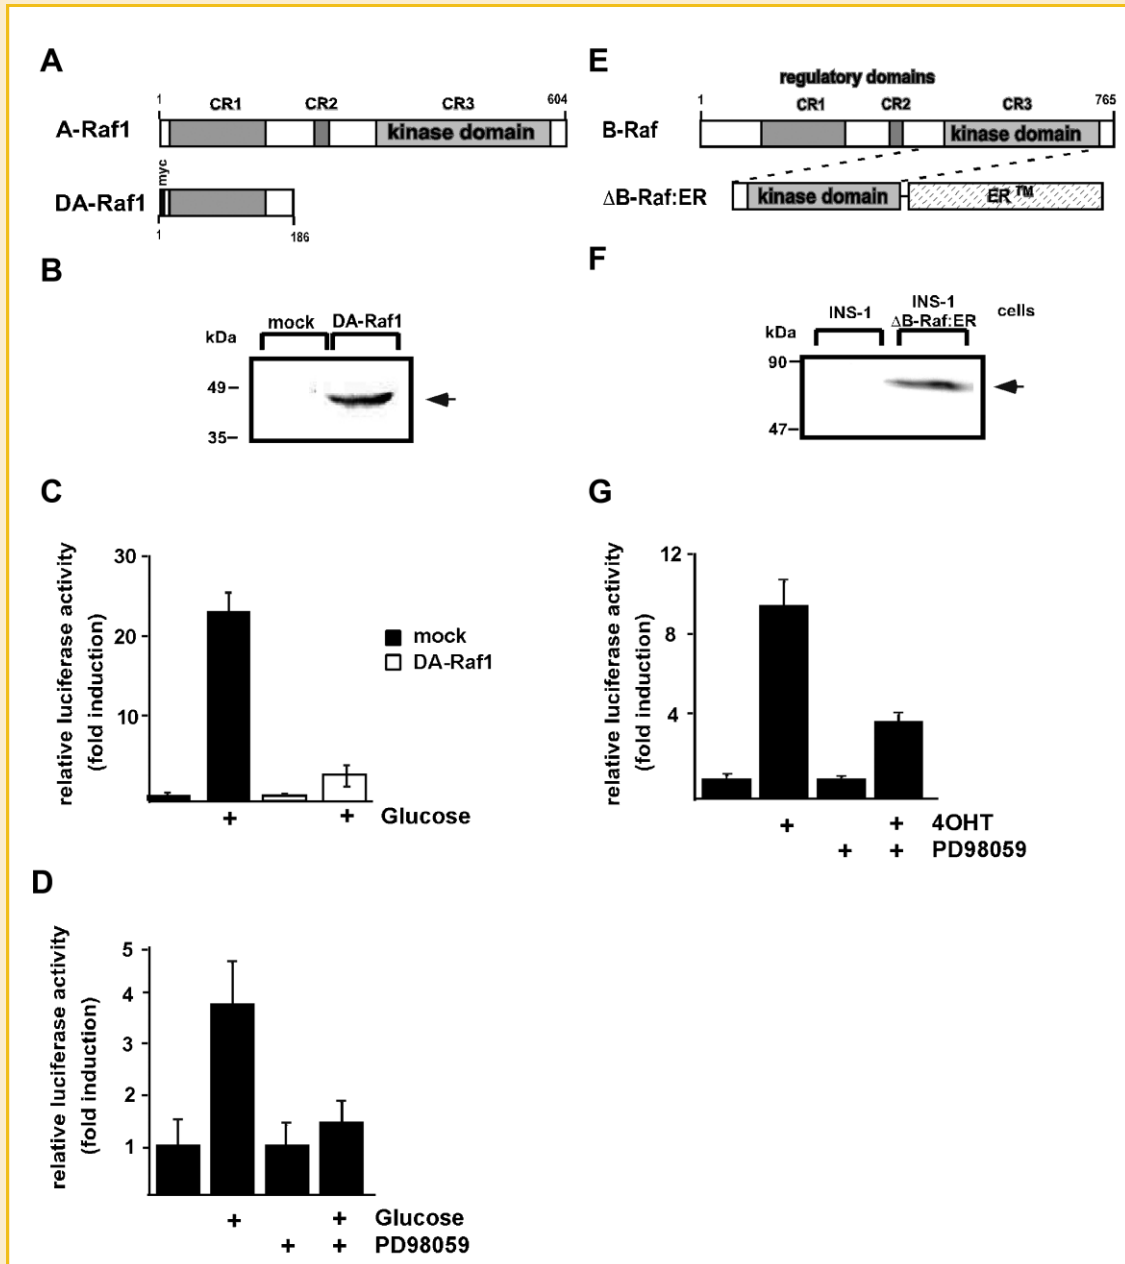 A
1 CR1 CR2 CR3 604
A-Raf1 kinase domain
myc
DA-Raf1
1 186
B
kDa mock DA-Raf1
49
35
C
relative luciferase activity
(fold induction)
30
20
10
mock
DA-Raf1
+ + Glucose
D
relative luciferase activity
(fold induction)
5
4
3
2
1
+ + Glucose
+ + PD98059
E
regulatory domains
1 CR1 CR2 CR3 765
B-Raf kinase domain
ΔB-Raf:ER kinase domain ER™
F
kDa INS-1 INS-1 cells
ΔB-Raf:ER
90
47
G
relative luciferase activity
(fold induction)
12
8
4
+ + 4OHT
+ + PD98059